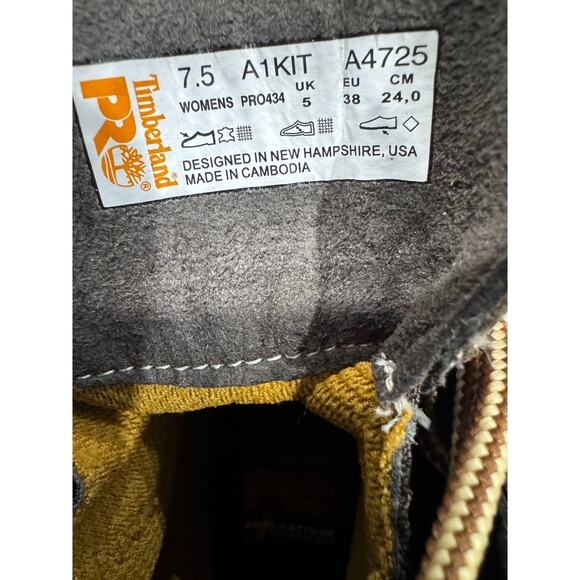 Timberland®
PRO®
7.5 A1KIT UK EU CM A4725
WOMENS PRO434 5 38 24,0
DESIGNED IN NEW HAMPSHIRE, USA
MADE IN CAMBODIA
PRO